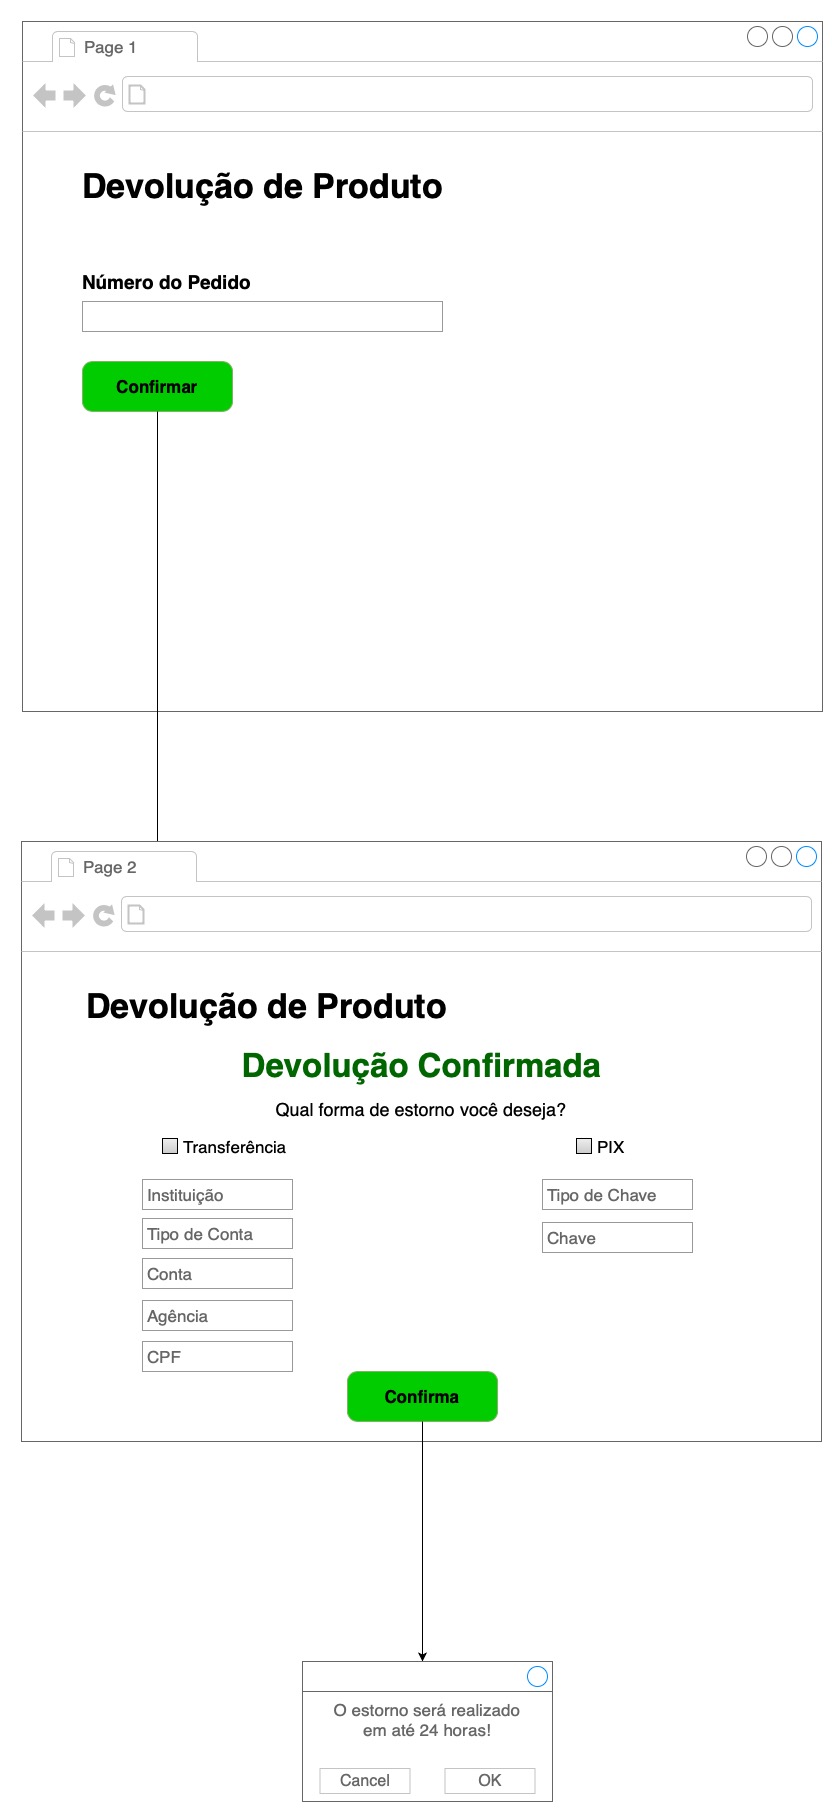 Page 1
Devolução de Produto
Número do Pedido
Confirmar
Page 2
Devolução de Produto
Devolução Confirmada
Qual forma de estorno você deseja?
Transferência
PIX
Instituição
Tipo de Chave
Tipo de Conta
Chave
Conta
Agência
CPF
Confirma
O estorno será realizado
em até 24 horas!
Cancel
OK